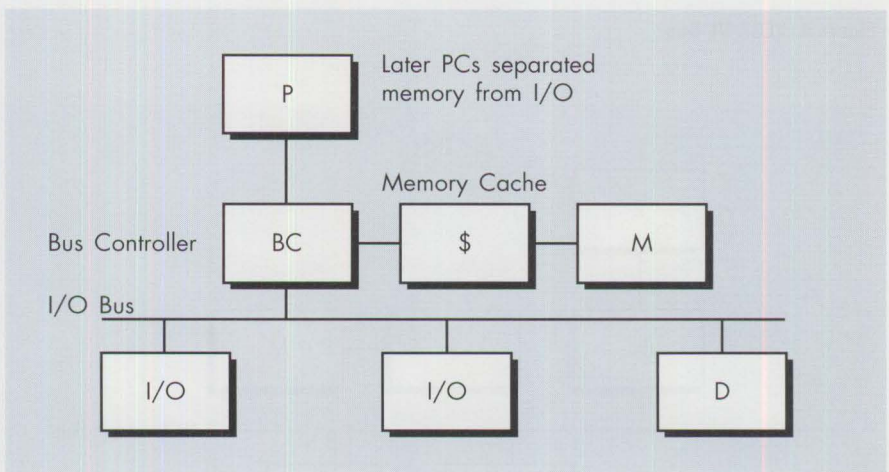 Later PCs separated
memory from I/O
P
Memory Cache
Bus Controller
BC
$
M
I/O Bus
I/O
I/O
D